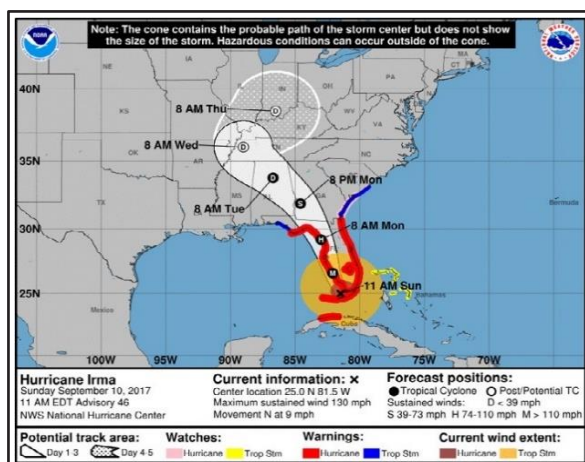 Note: The cone contains the probable path of the storm center but does not show
the size of the storm. Hazardous conditions can occur outside of the cone.
NOAA
40N
35N
30N
25N
100W 95W 90W 85W 80W 75W 70W 65W
NE
IA
IL
IN
OH
PA
KS
KY
OK
AR
TN
NC
SC
TX
LA
MS
AL
GA
8 AM Thu
D
8 AM Wed
D
8 PM Mon
D
8 AM Tue
S
8 AM Mon
H
M
11 AM Sun
Bermuda
Bahamas
Mexico
Cuba
Hurricane Irma
Sunday September 10, 2017
11 AM EDT Advisory 46
NWS National Hurricane Center
Current information: ×
Center location 25.0 N 81.5 W
Maximum sustained wind 130 mph
Movement N at 9 mph
Forecast positions:
Tropical Cyclone Post/Potential TC
Sustained winds: D < 39 mph
S 39-73 mph H 74-110 mph M > 110 mph
Potential track area:
Day 1-3 Day 4-5
Watches:
Hurricane Trop Stm
Warnings:
Hurricane Trop Stm
Current wind extent:
Hurricane Trop Stm